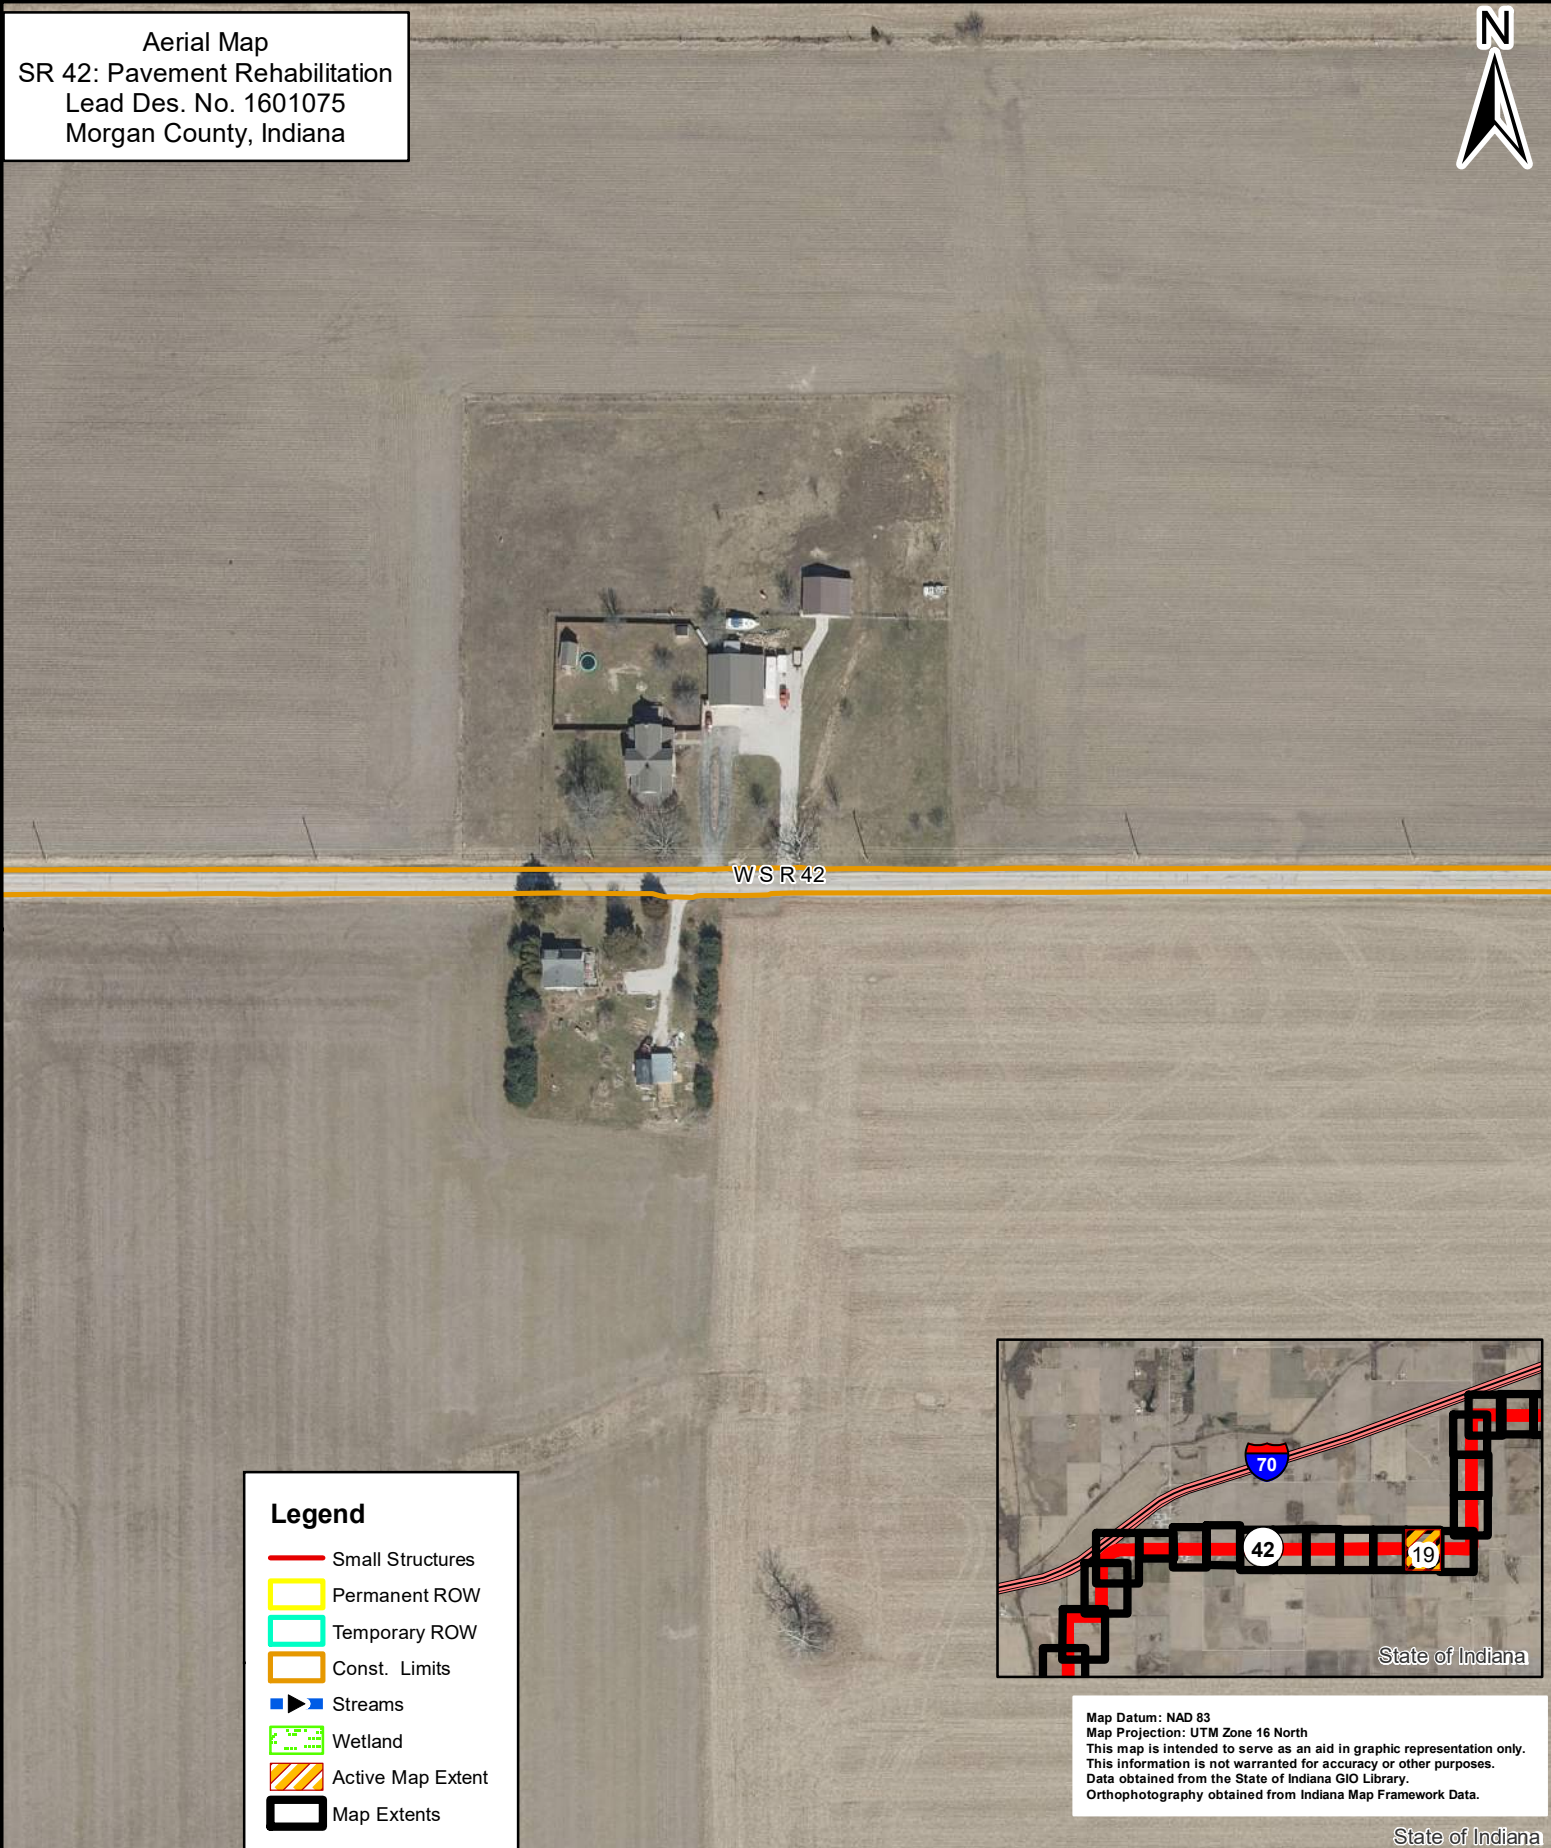 Aerial Map
SR 42: Pavement Rehabilitation
Lead Des. No. 1601075
Morgan County, Indiana
N
W S R 42
Legend
Small Structures
Permanent ROW
Temporary ROW
Const. Limits
Streams
Wetland
Active Map Extent
Map Extents
70
42
19
State of Indiana
Map Datum: NAD 83
Map Projection: UTM Zone 16 North
This map is intended to serve as an aid in graphic representation only.
This information is not warranted for accuracy or other purposes.
Data obtained from the State of Indiana GIO Library.
Orthophotography obtained from Indiana Map Framework Data.
State of Indiana